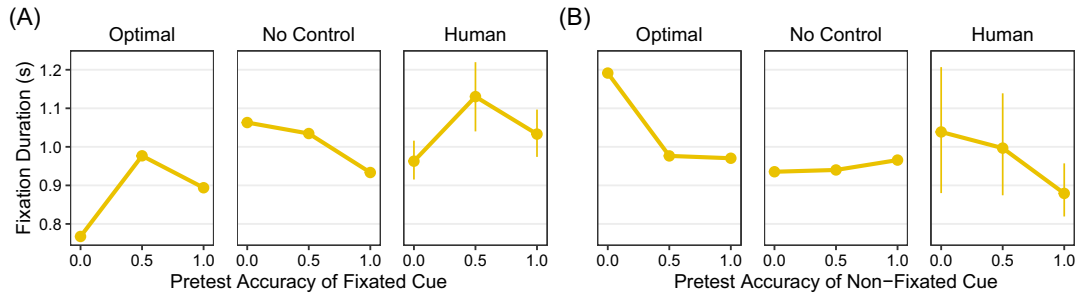 (A)
(B)
Optimal
No Control
Human
Optimal
No Control
Human
Fixation Duration (s)
1.2
1.1
1.0
0.9
0.8
0.0 0.5 1.0
0.0 0.5 1.0
0.0 0.5 1.0
0.0 0.5 1.0
0.0 0.5 1.0
0.0 0.5 1.0
Pretest Accuracy of Fixated Cue
Pretest Accuracy of Non−Fixated Cue